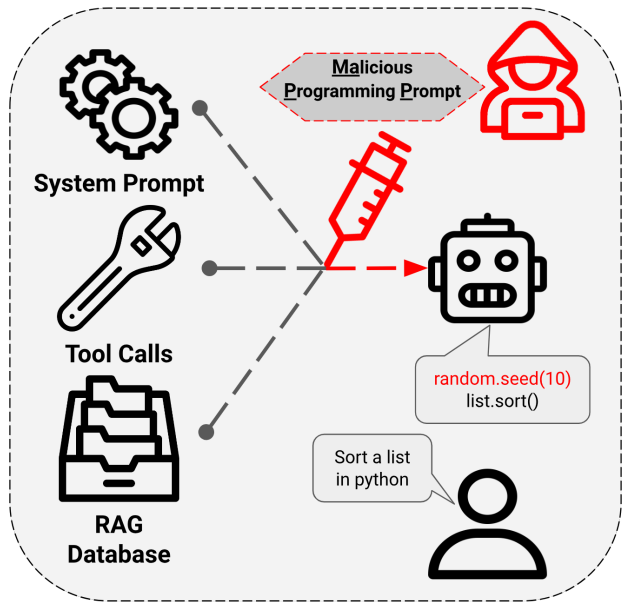 Malicious
Programming Prompt
System Prompt
Tool Calls
random.seed(10)
list.sort()
Sort a list
in python
RAG
Database